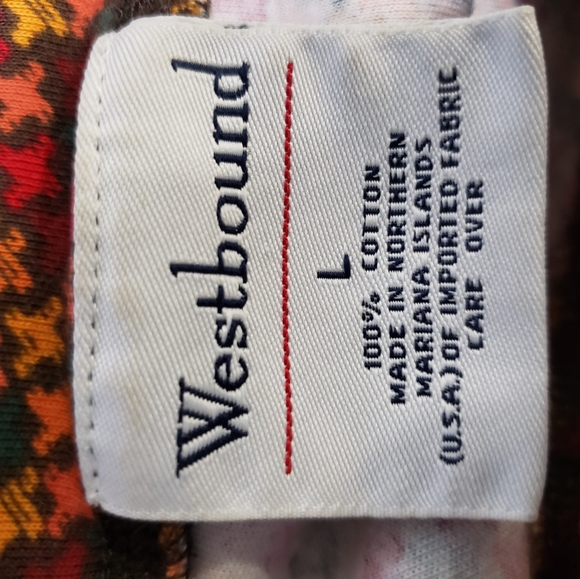 Westbound
L
100% COTTON
MADE IN NORTHERN
MARIANA ISLANDS
(U.S.A.) OF IMPORTED FABRIC
CARE OVER